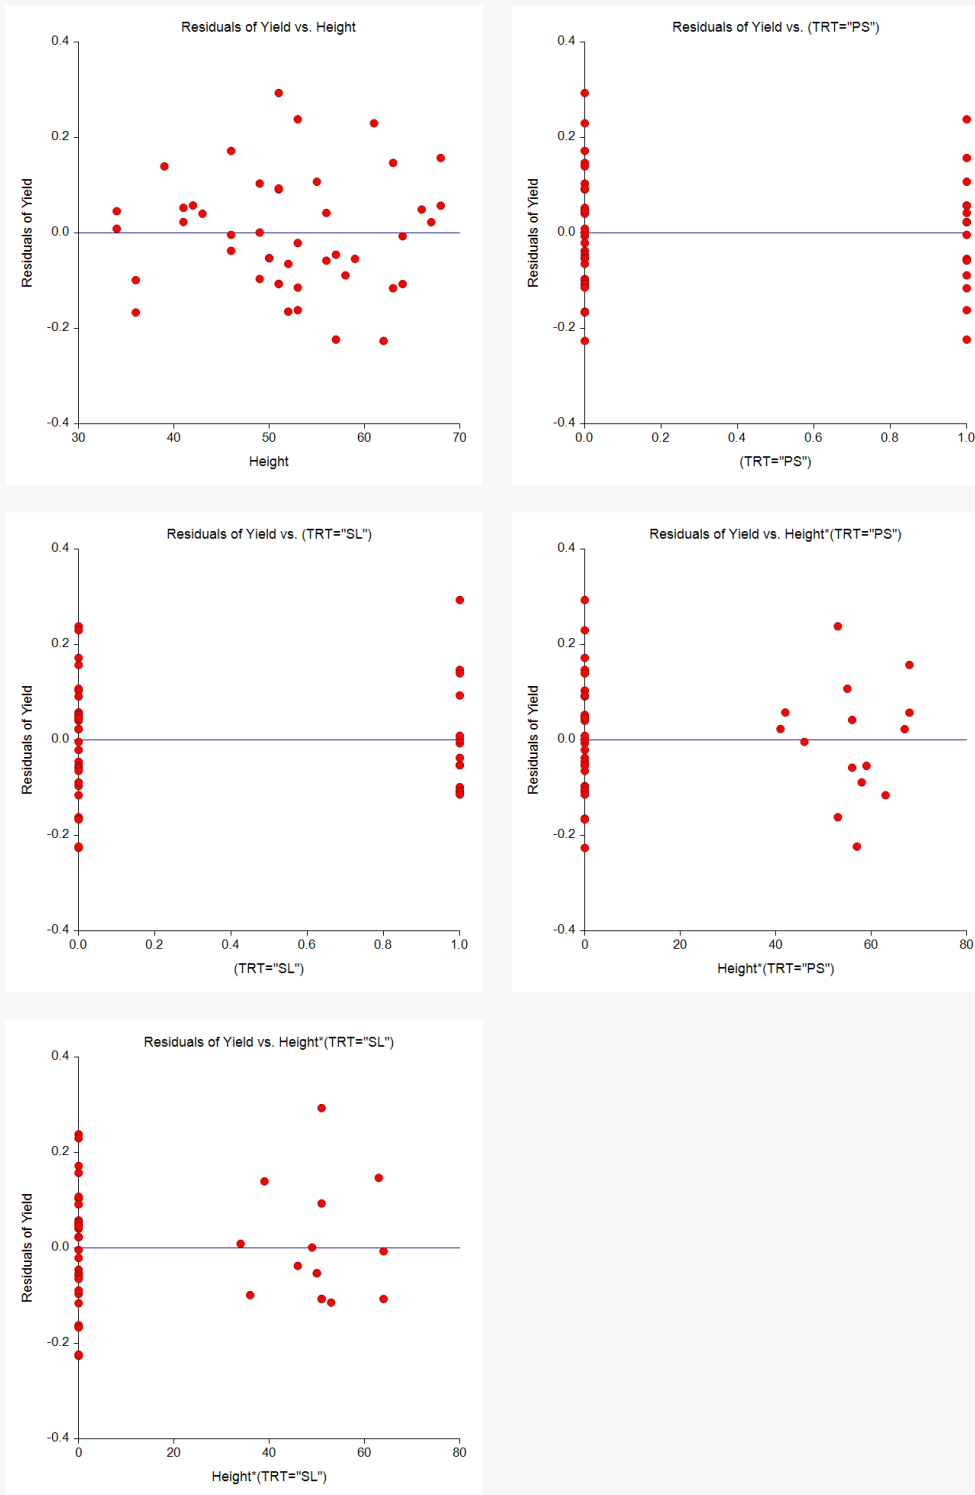 Residuals of Yield vs. Height
0.4
0.2
0.0
-0.2
-0.4
Residuals of Yield
30 40 50 60 70
Height
Residuals of Yield vs. (TRT="PS")
0.4
0.2
0.0
-0.2
-0.4
Residuals of Yield
0.0 0.2 0.4 0.6 0.8 1.0
(TRT="PS")
Residuals of Yield vs. (TRT="SL")
0.4
0.2
0.0
-0.2
-0.4
Residuals of Yield
0.0 0.2 0.4 0.6 0.8 1.0
(TRT="SL")
Residuals of Yield vs. Height*(TRT="PS")
0.4
0.2
0.0
-0.2
-0.4
Residuals of Yield
0 20 40 60 80
Height*(TRT="PS")
Residuals of Yield vs. Height*(TRT="SL")
0.4
0.2
0.0
-0.2
-0.4
Residuals of Yield
0 20 40 60 80
Height*(TRT="SL")